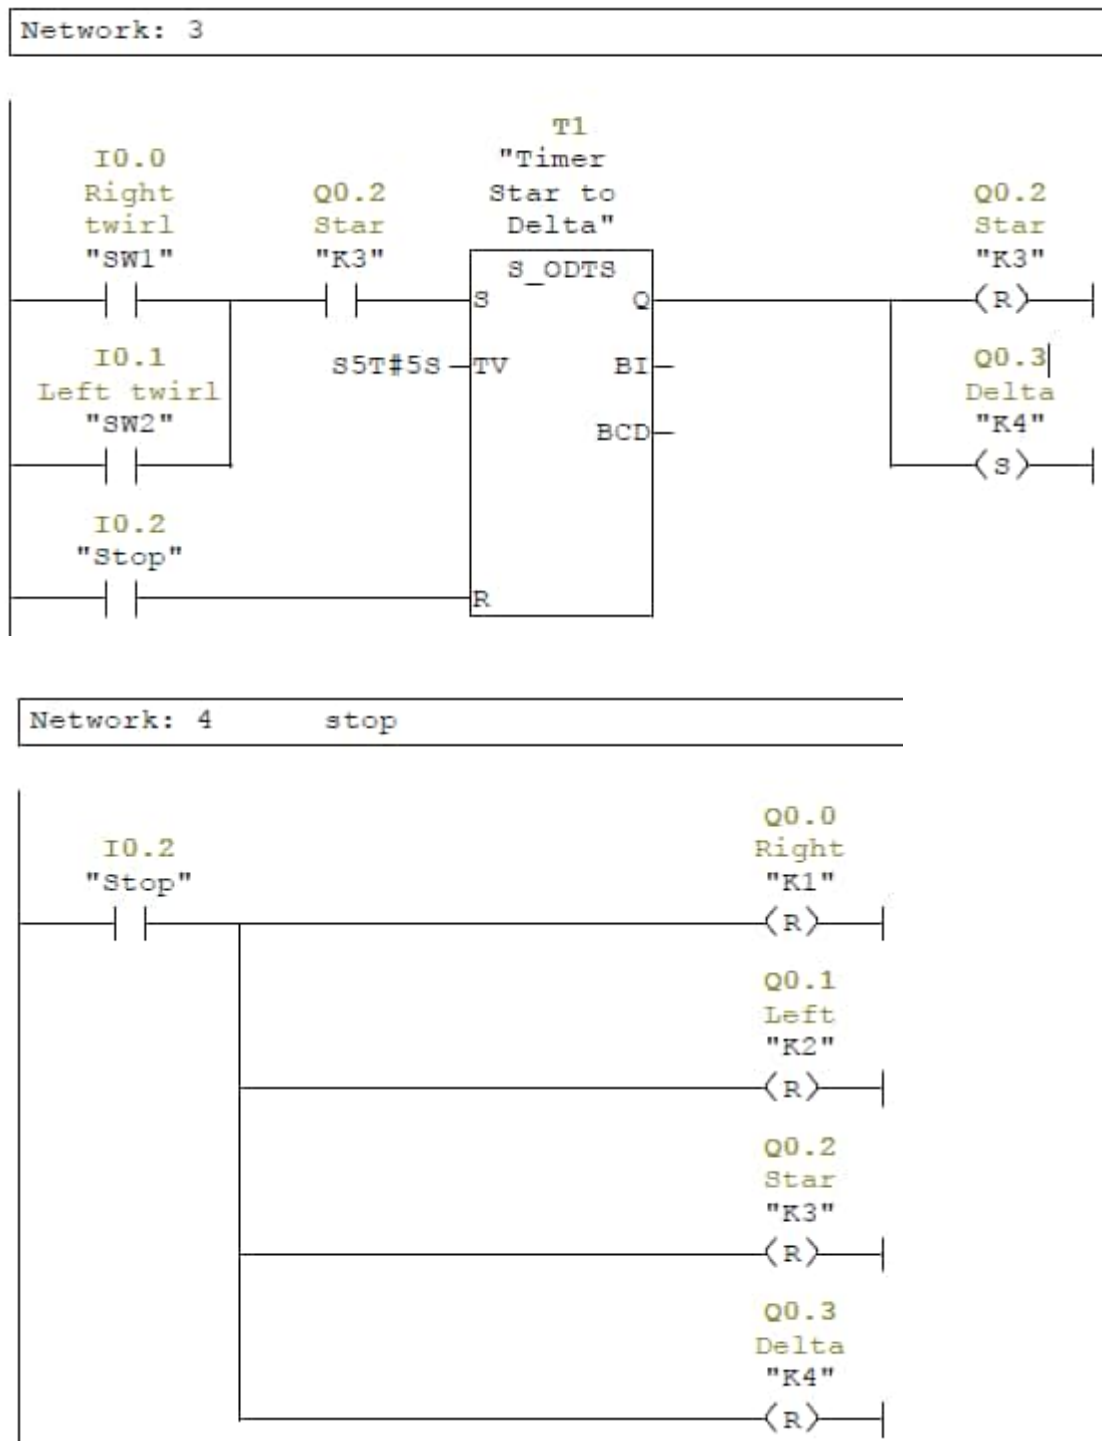 Network: 3
T1
"Timer
Star to
Delta"
I0.0
Right
twirl
"SW1"
Q0.2
Star
"K3"
S_ODTS
S
Q
Q0.2
Star
"K3"
(R)
I0.1
Left twirl
"SW2"
S5T#5S
TV
BI
BCD
Q0.3
Delta
"K4"
(S)
I0.2
"Stop"
R
Network: 4 stop
I0.2
"Stop"
Q0.0
Right
"K1"
(R)
Q0.1
Left
"K2"
(R)
Q0.2
Star
"K3"
(R)
Q0.3
Delta
"K4"
(R)